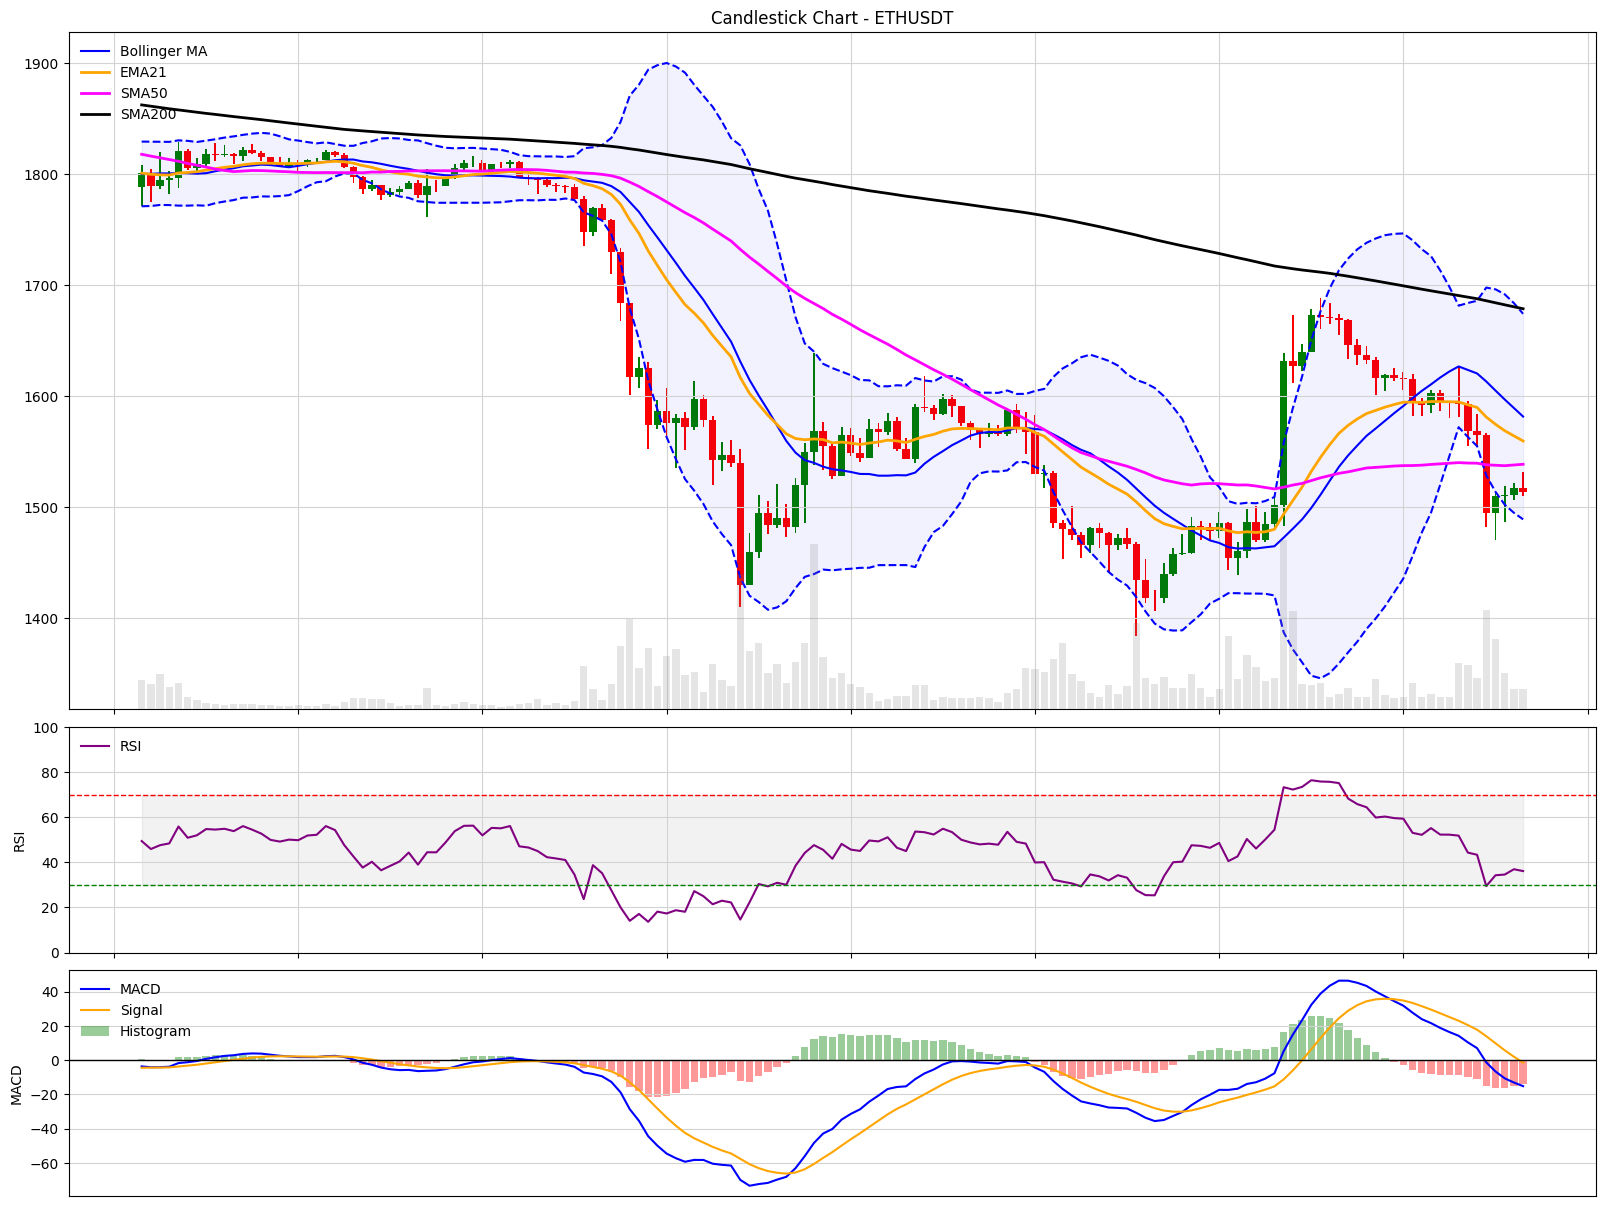 Candlestick Chart - ETHUSDT
Bollinger MA
EMA21
SMA50
SMA200
1900
1800
1700
1600
1500
1400
RSI
100
80
60
40
20
0
RSI
MACD
Signal
Histogram
40
20
0
−20
−40
−60
MACD